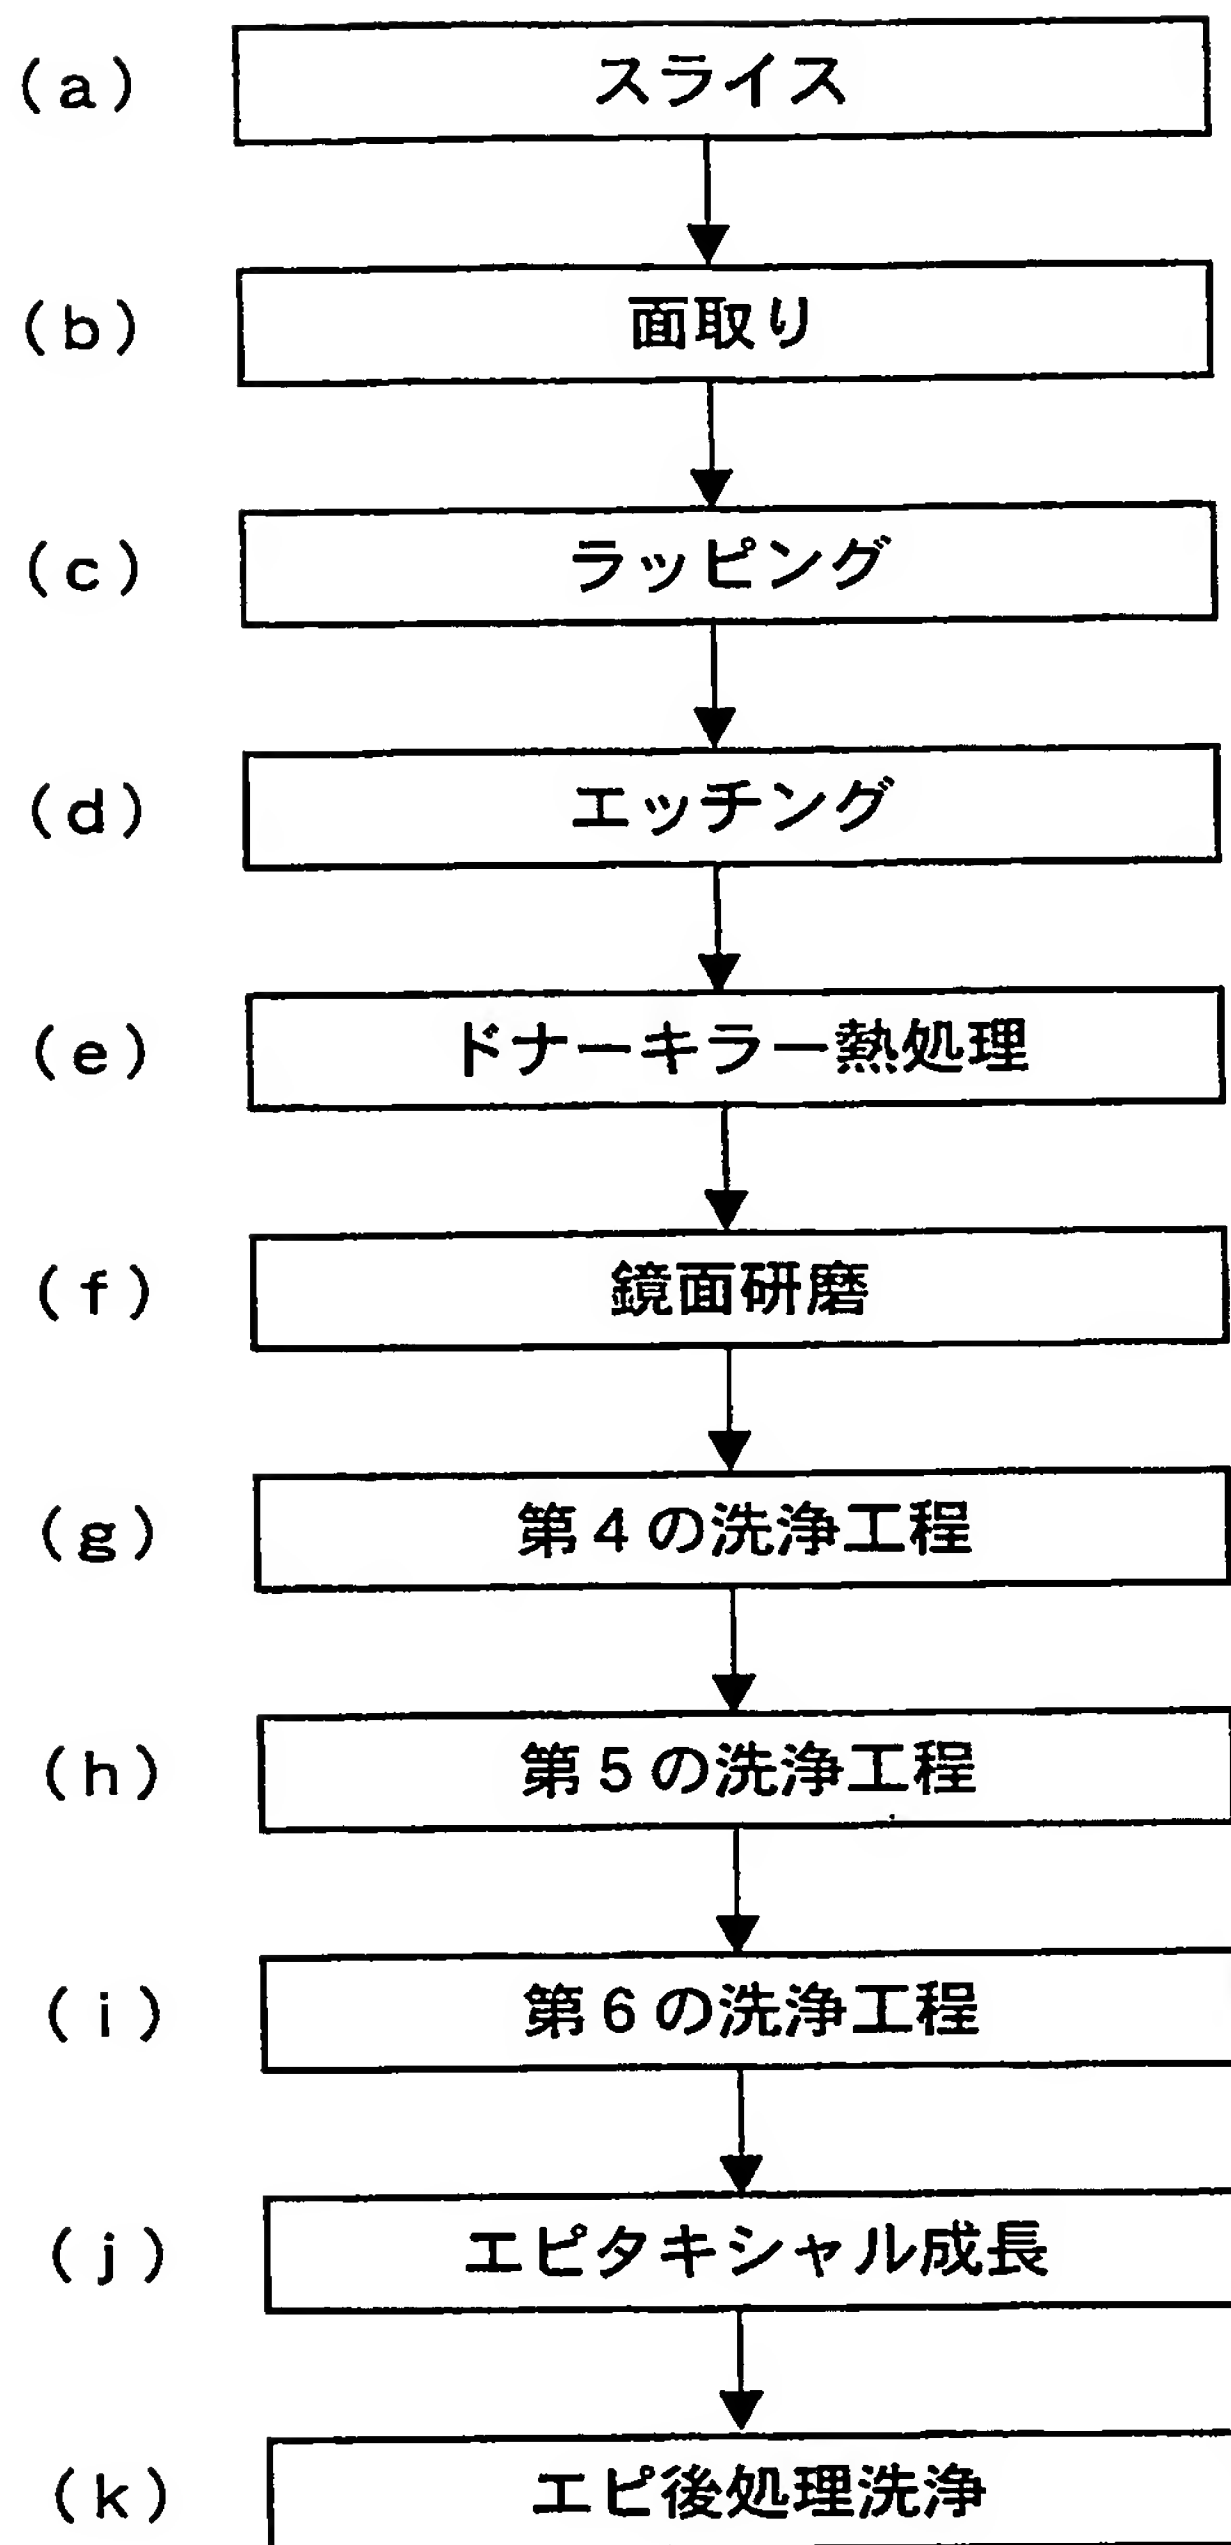 (a) スライス
(b) 面取り
(c) ラッピング
(d) エッチング
(e) ドナーキラー熱処理
(f) 鏡面研磨
(g) 第4の洗浄工程
(h) 第5の洗浄工程
(i) 第6の洗浄工程
(j) エピタキシャル成長
(k) エピ後処理洗浄